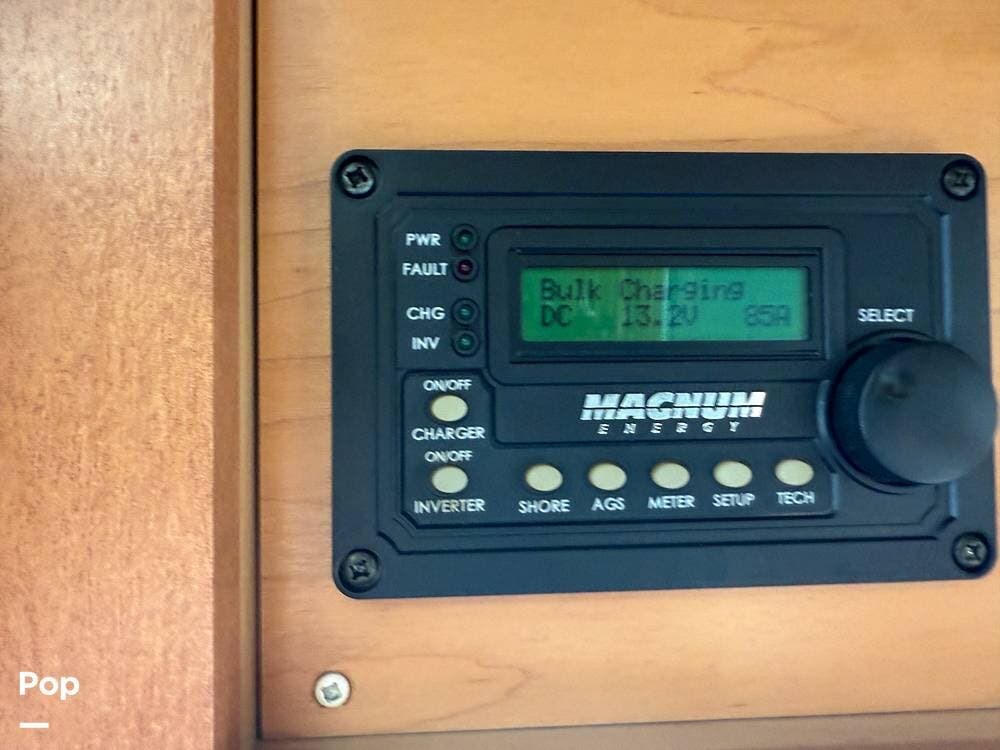 PWR
FAULT
CHG
INV
Bulk Charging
DC 13.2V 85A
SELECT
ON/OFF
CHARGER
ON/OFF
INVERTER
MAGNUM
ENERGY
SHORE
AGS
METER
SETUP
TECH
Pop